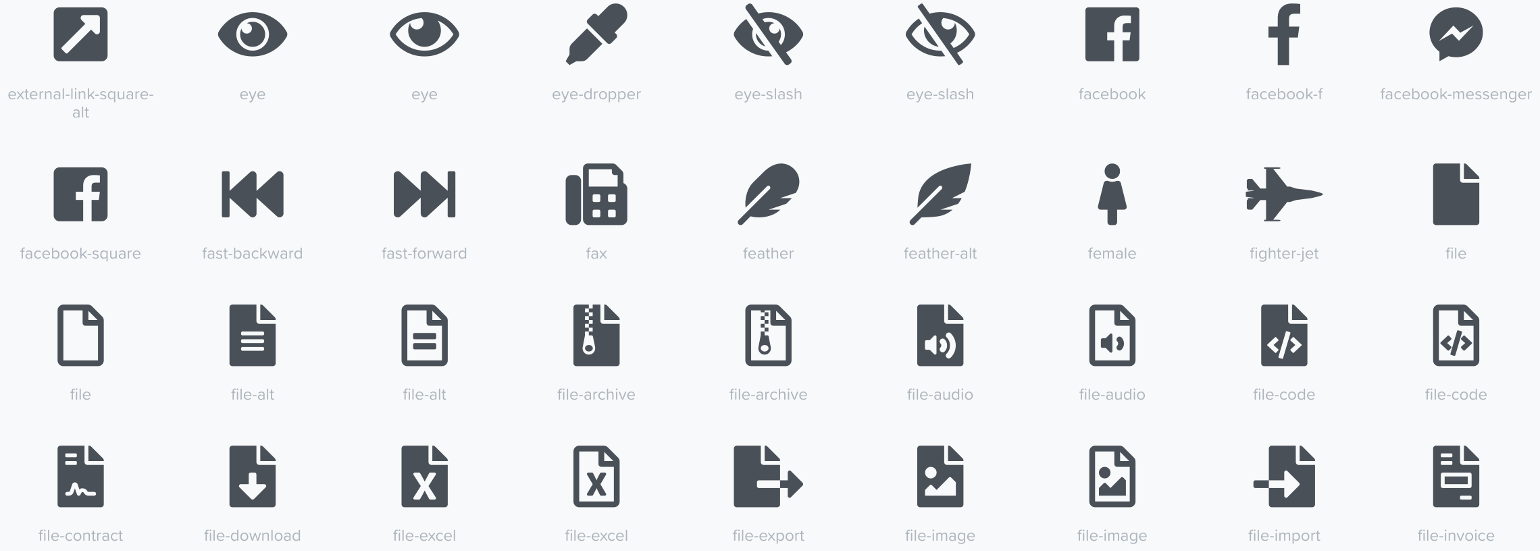 external-link-square-
alt
eye
eye
eye-dropper
eye-slash
eye-slash
facebook
facebook-f
facebook-messenger
facebook-square
fast-backward
fast-forward
fax
feather
feather-alt
female
fighter-jet
file
file
file-alt
file-alt
file-archive
file-archive
file-audio
file-audio
file-code
file-code
file-contract
file-download
file-excel
file-excel
file-export
file-image
file-image
file-import
file-invoice